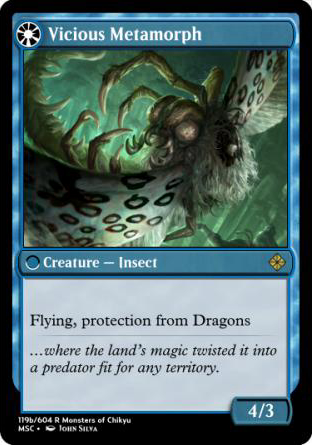 Vicious Metamorph
Creature — Insect
Flying, protection from Dragons
…where the land's magic twisted it into
a predator fit for any territory.
4/3
119b/604 R Monsters of Chikyu
MSC • John Silva